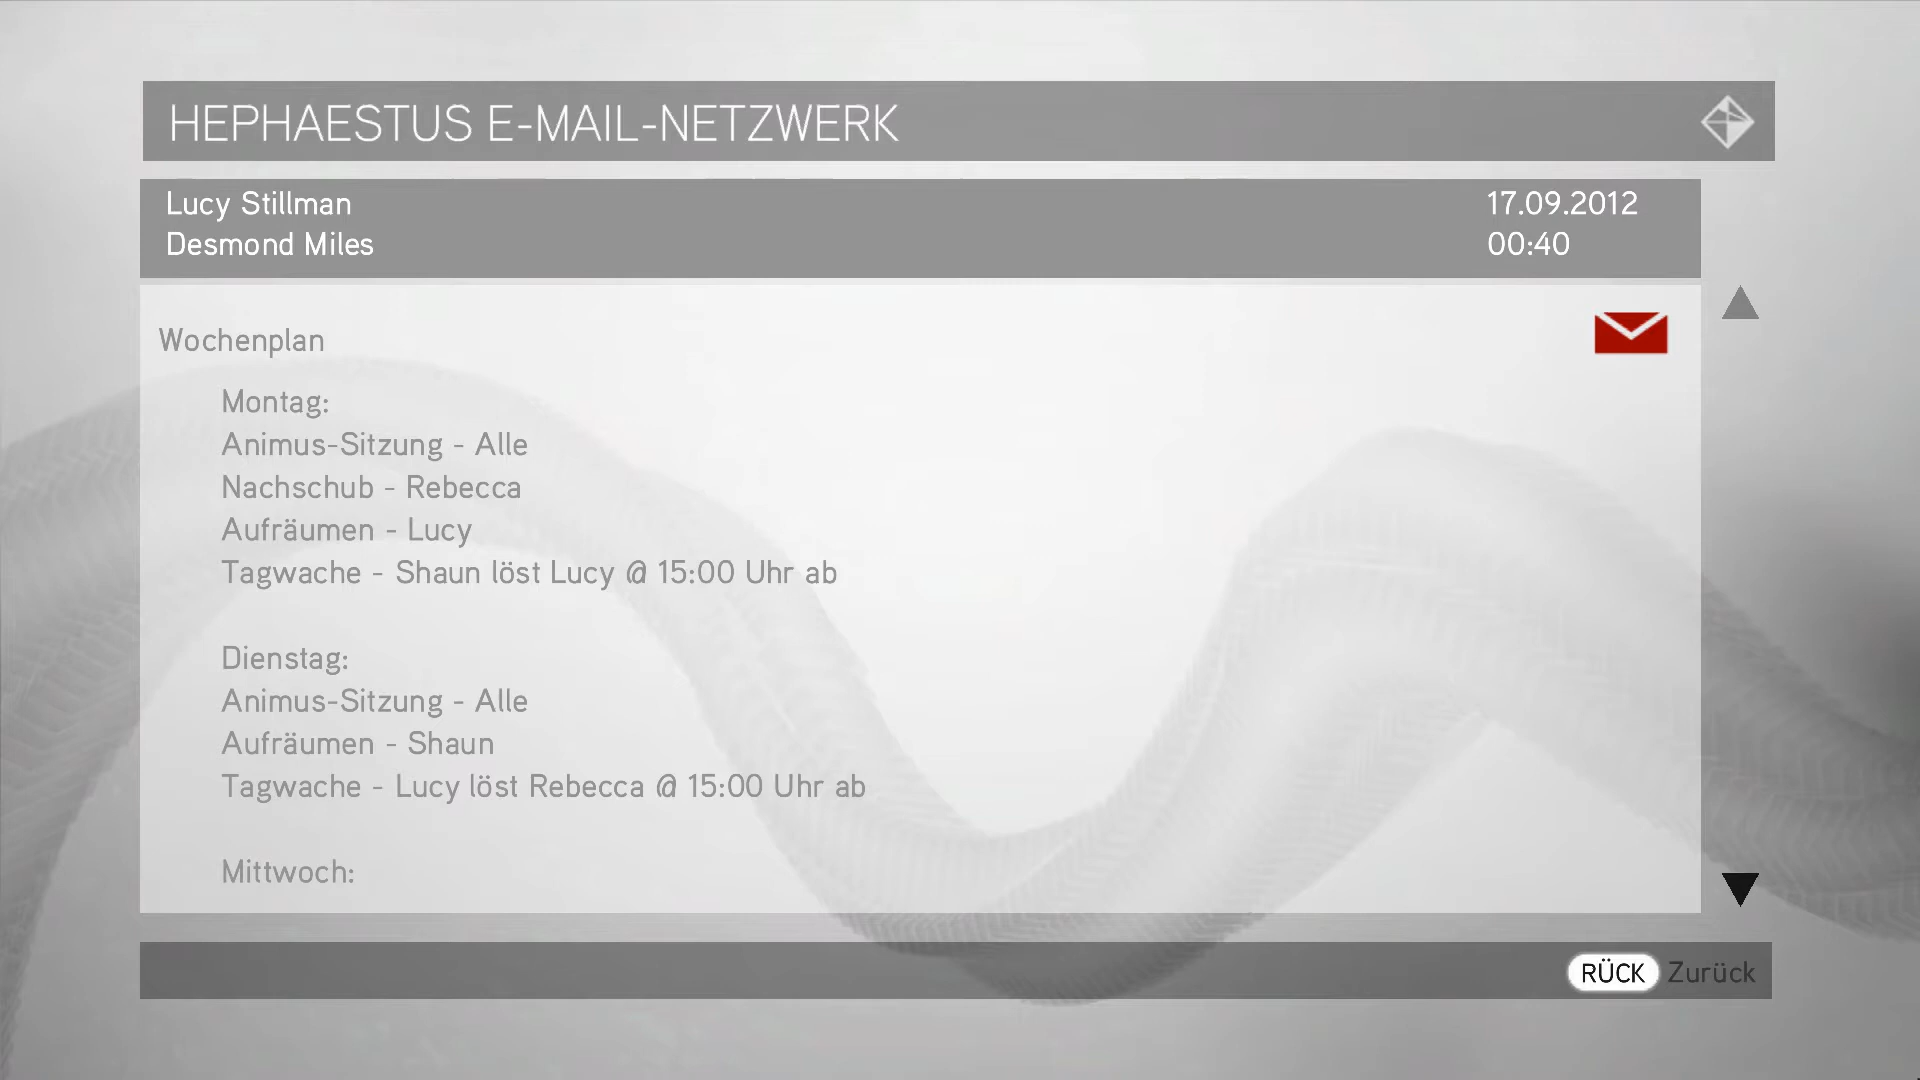 HEPHAESTUS E-MAIL-NETZWERK
Lucy Stillman 17.09.2012
Desmond Miles 00:40
Wochenplan
Montag:
Animus-Sitzung - Alle
Nachschub - Rebecca
Aufräumen - Lucy
Tagwache - Shaun löst Lucy @ 15:00 Uhr ab
Dienstag:
Animus-Sitzung - Alle
Aufräumen - Shaun
Tagwache - Lucy löst Rebecca @ 15:00 Uhr ab
Mittwoch:
RÜCK Zurück